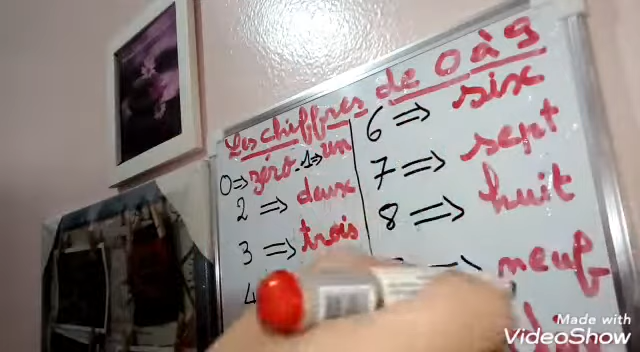 Les chiffres de 0 à 9
0 => zéro - 1 => un
2 => deux
3 => trois
4
6 => six
7 => sept
8 => huit
=> neuf
Made with
VideoShow